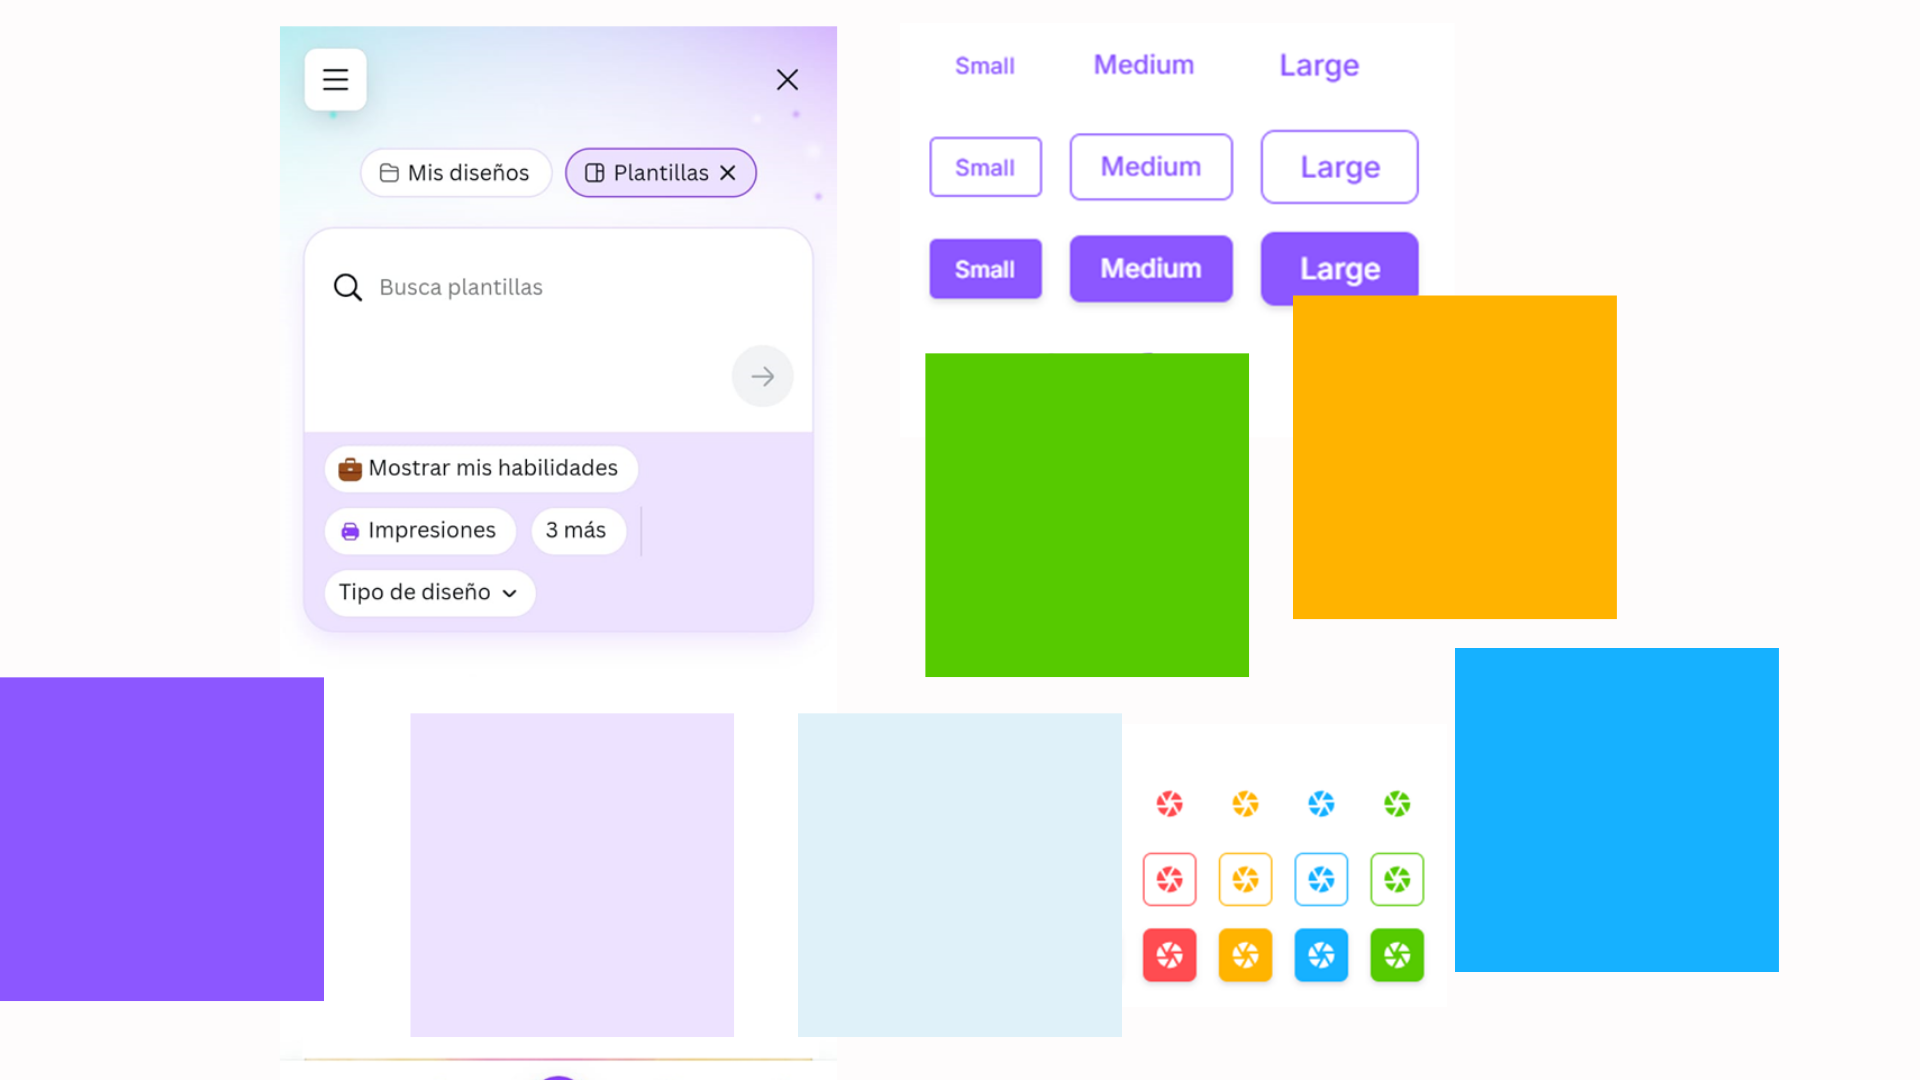 Mis diseños
Plantillas
Busca plantillas
Mostrar mis habilidades
Impresiones
3 más
Tipo de diseño
Small Medium Large
Small Medium Large
Small Medium Large